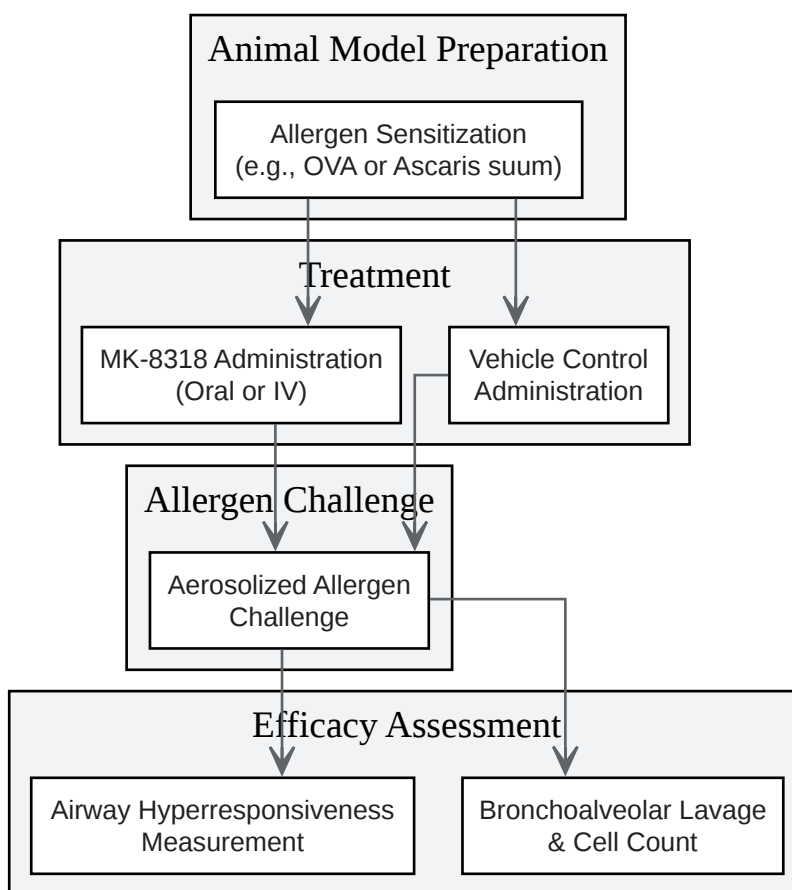 Animal Model Preparation
Allergen Sensitization
(e.g., OVA or Ascaris suum)
Treatment
MK-8318 Administration
(Oral or IV)
Vehicle Control
Administration
Allergen Challenge
Aerosolized Allergen
Challenge
Efficacy Assessment
Airway Hyperresponsiveness
Measurement
Bronchoalveolar Lavage
& Cell Count